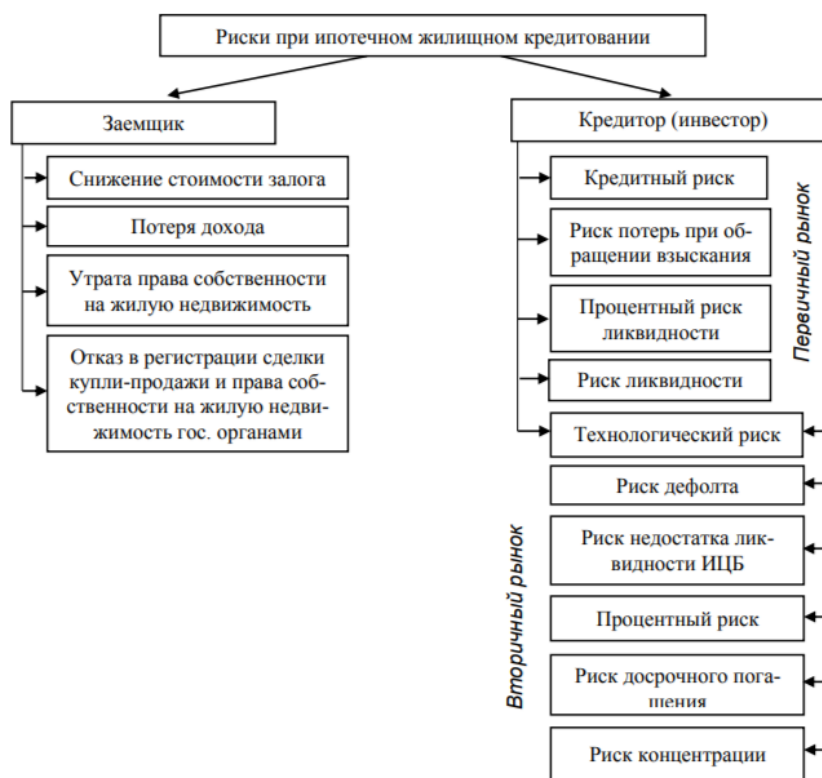 Риски при ипотечном жилищном кредитовании
Заемщик
Снижение стоимости залога
Потеря дохода
Утрата права собственности
на жилую недвижимость
Отказ в регистрации сделки
купли-продажи и права соб-
ственности на жилую недви-
жимость гос. органами
Кредитор (инвестор)
Первичный рынок
Кредитный риск
Риск потерь при об-
ращении взыскания
Процентный риск
ликвидности
Риск ликвидности
Технологический риск
Вторичный рынок
Риск дефолта
Риск недостатка лик-
видности ИЦБ
Процентный риск
Риск досрочного пога-
шения
Риск концентрации